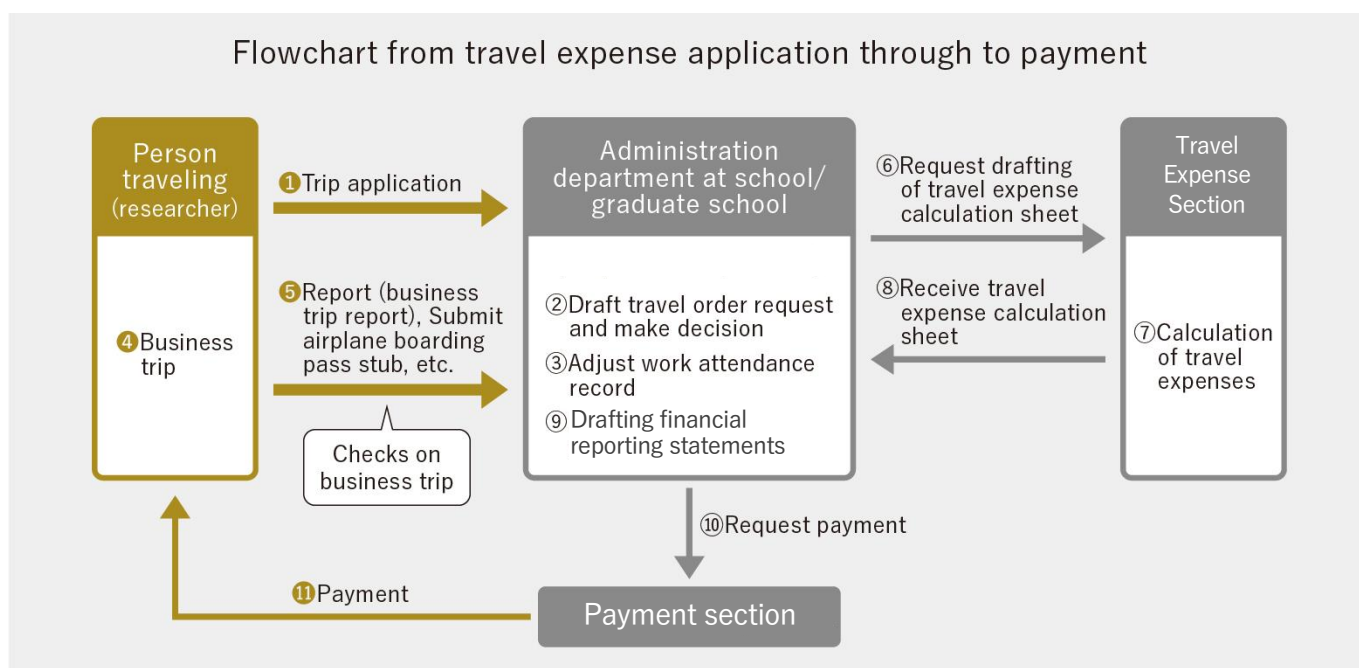 Flowchart from travel expense application through to payment
Person
traveling
(researcher)
❹Business
trip
❶Trip application
❺Report (business
trip report), Submit
airplane boarding
pass stub, etc.
Checks on
business trip
Administration
department at school/
graduate school
②Draft travel order request
and make decision
③Adjust work attendance
record
⑨Drafting financial
reporting statements
⑥Request drafting
of travel expense
calculation sheet
⑧Receive travel
expense calculation
sheet
Travel
Expense
Section
⑦Calculation
of travel
expenses
⑩Request payment
⓫Payment
Payment section